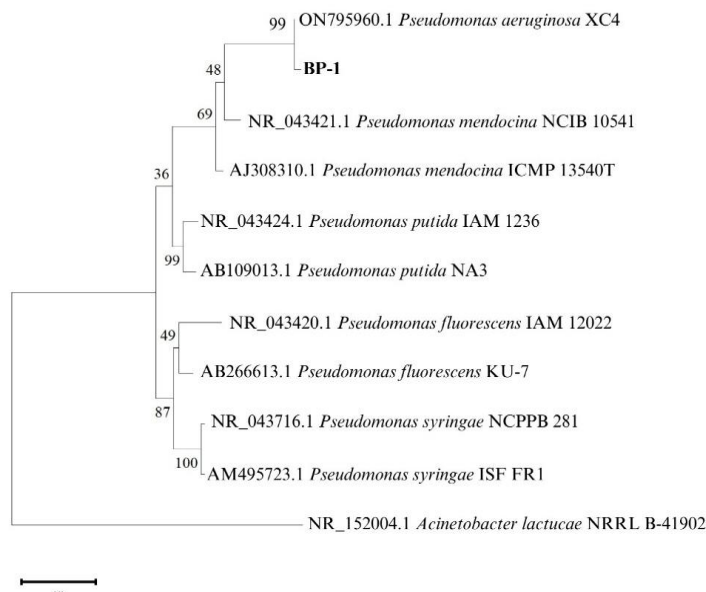 99 ON795960.1 Pseudomonas aeruginosa XC4
BP-1
48
NR_043421.1 Pseudomonas mendocina NCIB 10541
69
AJ308310.1 Pseudomonas mendocina ICMP 13540T
36
NR_043424.1 Pseudomonas putida IAM 1236
99
AB109013.1 Pseudomonas putida NA3
NR_043420.1 Pseudomonas fluorescens IAM 12022
49
AB266613.1 Pseudomonas fluorescens KU-7
87
NR_043716.1 Pseudomonas syringae NCPPB 281
100
AM495723.1 Pseudomonas syringae ISF FR1
NR_152004.1 Acinetobacter lactucae NRRL B-41902